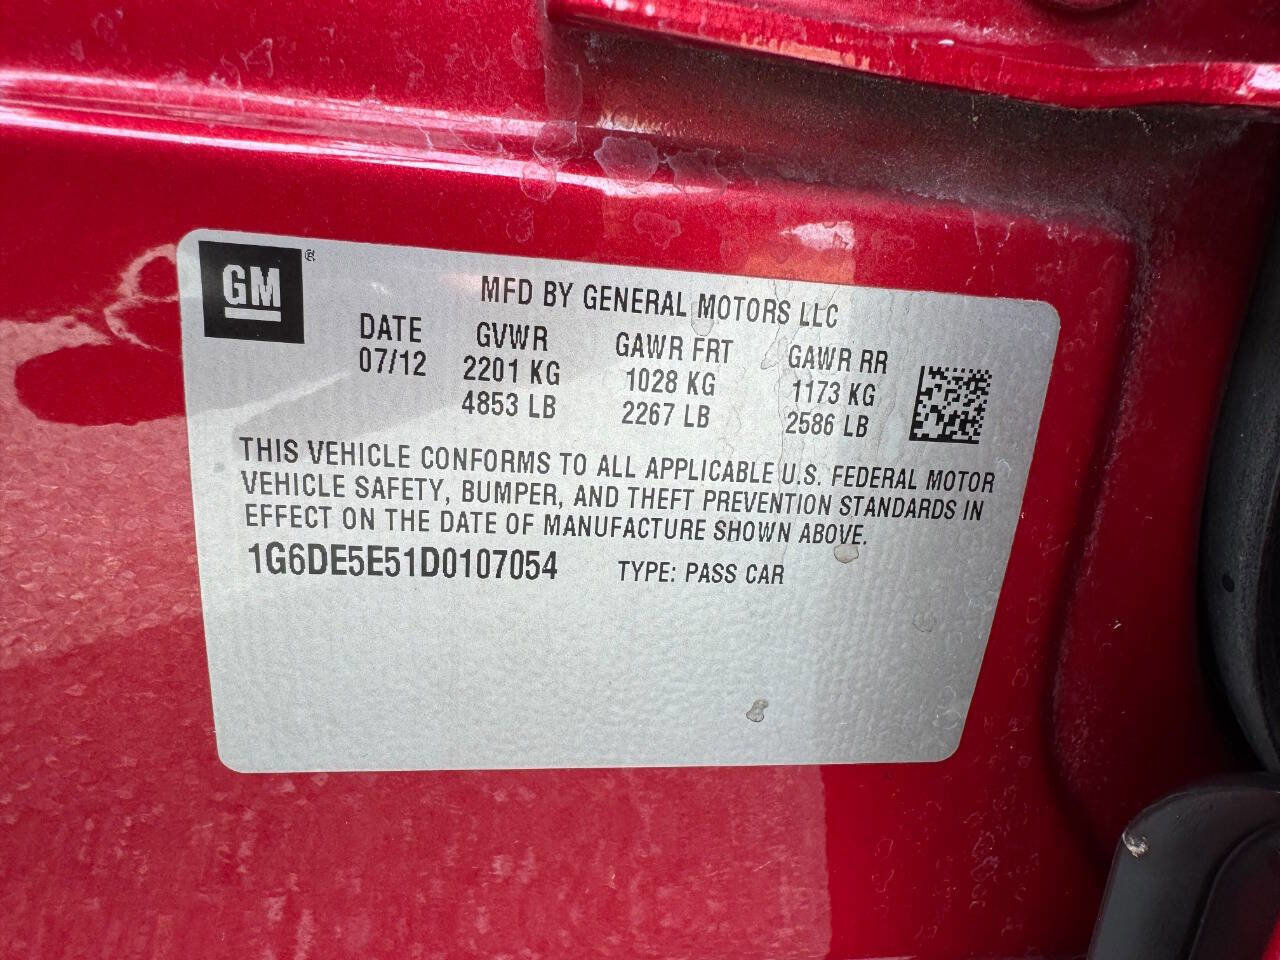 GM ®
MFD BY GENERAL MOTORS LLC
DATE GVWR GAWR FRT GAWR RR
07/12 2201 KG 1028 KG 1173 KG
4853 LB 2267 LB 2586 LB
THIS VEHICLE CONFORMS TO ALL APPLICABLE U.S. FEDERAL MOTOR
VEHICLE SAFETY, BUMPER, AND THEFT PREVENTION STANDARDS IN
EFFECT ON THE DATE OF MANUFACTURE SHOWN ABOVE.
1G6DE5E51D0107054 TYPE: PASS CAR